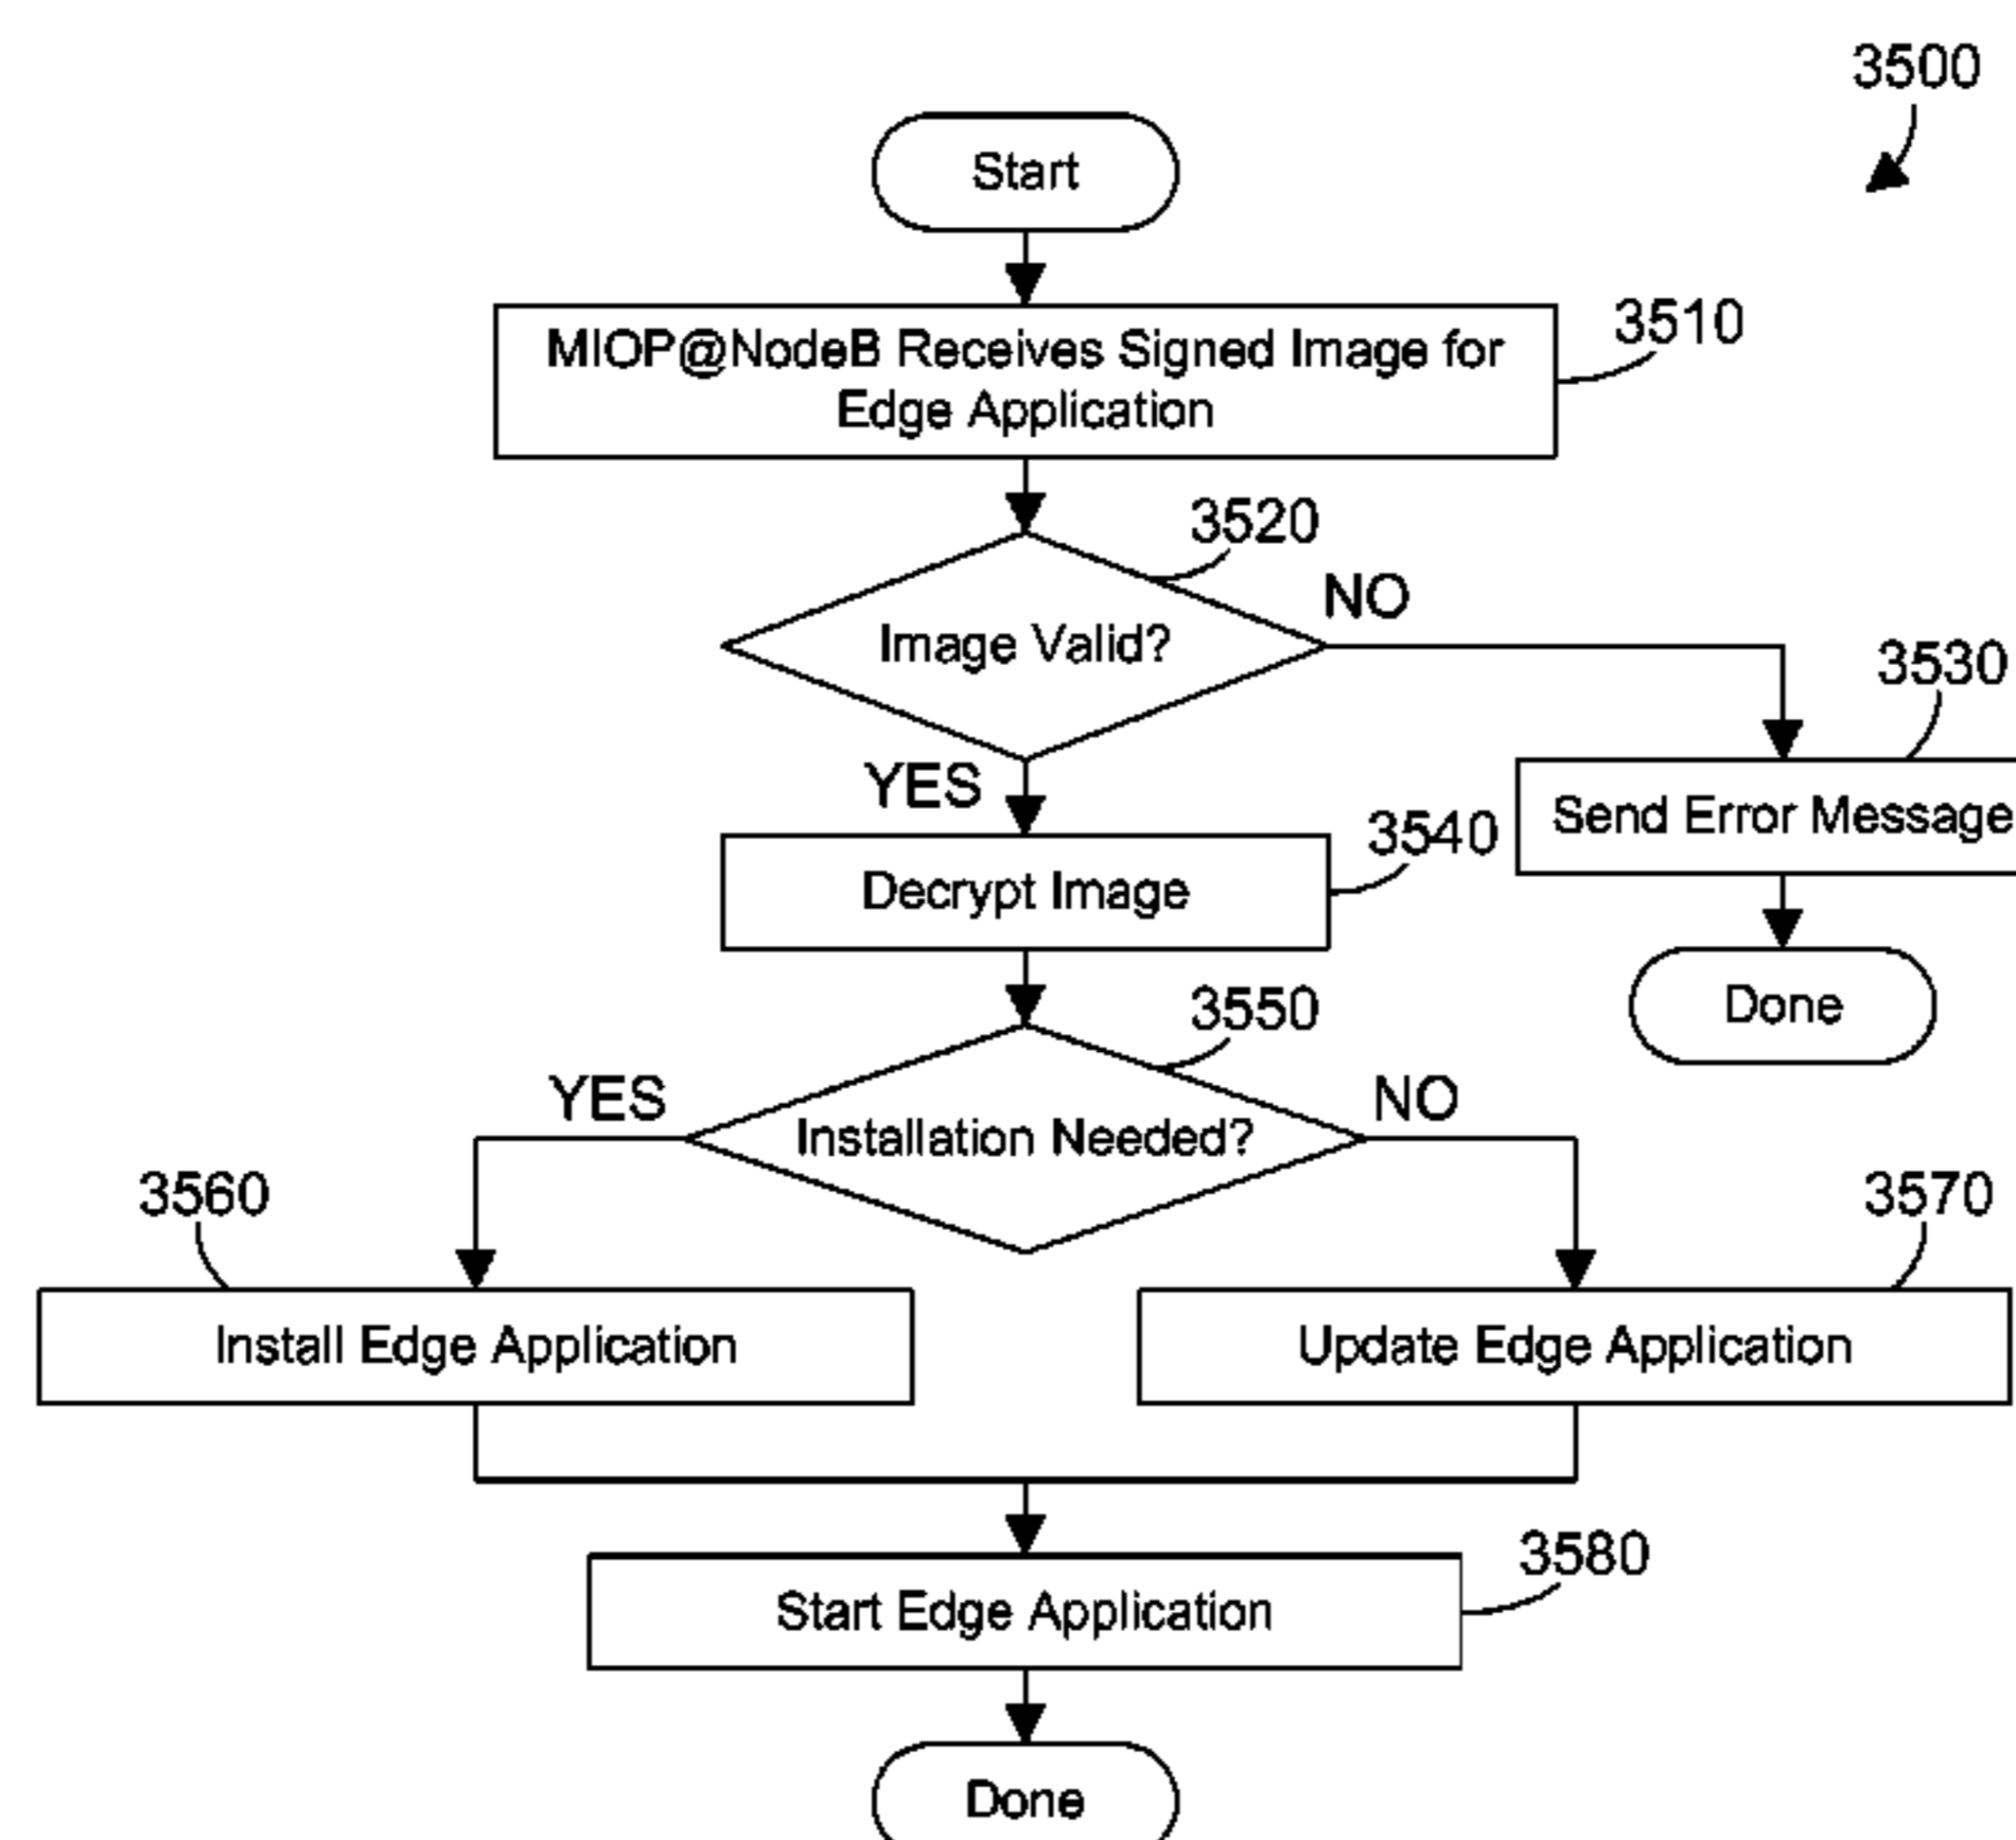 3500
Start
MIOP@NodeB Receives Signed Image for
Edge Application
3510
3520
Image Valid?
NO
YES
3530
Send Error Message
3540
Decrypt Image
Done
3550
Installation Needed?
YES
NO
3560
3570
Install Edge Application
Update Edge Application
3580
Start Edge Application
Done